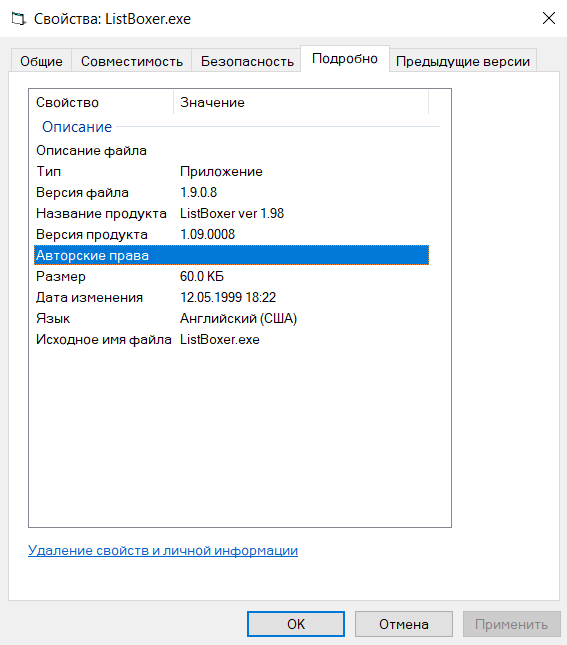 Свойства: ListBoxer.exe
Общие Совместимость Безопасность Подробно Предыдущие версии
Свойство Значение
Описание
Описание файла
Тип Приложение
Версия файла 1.9.0.8
Название продукта ListBoxer ver 1.98
Версия продукта 1.09.0008
Авторские права
Размер 60.0 КБ
Дата изменения 12.05.1999 18:22
Язык Английский (США)
Исходное имя файла ListBoxer.exe
Удаление свойств и личной информации
OK Отмена Применить